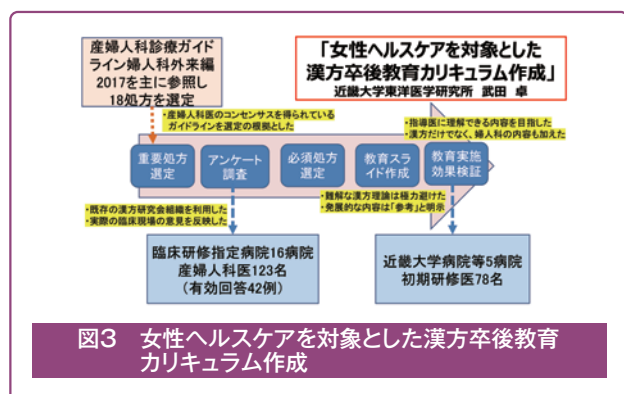 産婦人科診療ガイド
ライン婦人科外来編
2017を主に参照し
18処方を選定
「女性ヘルスケアを対象とした
漢方卒後教育カリキュラム作成」
近畿大学東洋医学研究所　武田 卓
・産婦人科医のコンセンサスを得られている
ガイドラインを選定の根拠とした
・指導医に理解できる内容を目指した
・漢方だけでなく、婦人科の内容も加えた
重要処方
選定
アンケート
調査
必須処方
選定
教育スラ
イド作成
教育実施
効果検証
・既存の漢方研究会組織を利用した
・実際の臨床現場の意見を反映した
・難解な漢方理論は極力避けた
・発展的な内容は「参考」と明示
臨床研修指定病院16病院
産婦人科医123名
(有効回答42例)
近畿大学病院等5病院
初期研修医78名
図3　女性ヘルスケアを対象とした漢方卒後教育
カリキュラム作成